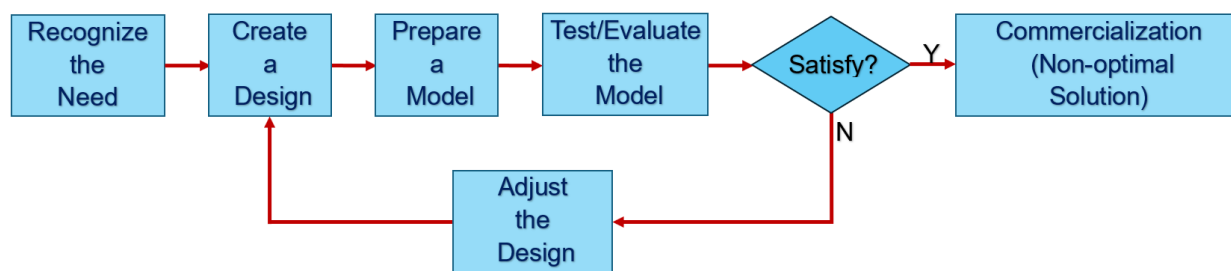 Recognize
the
Need
Create
a
Design
Prepare
a
Model
Test/Evaluate
the
Model
Satisfy?
Y
Commercialization
(Non-optimal
Solution)
N
Adjust
the
Design